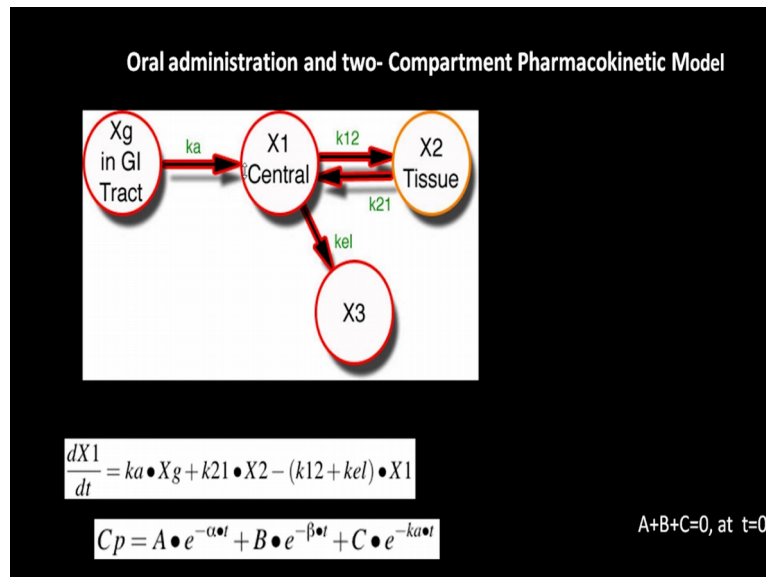 Oral administration and two- Compartment Pharmacokinetic Model
Xg
in GI
Tract
ka
X1
Central
k12
k21
X2
Tissue
kel
X3
dX1/dt = ka•Xg+k21•X2−(k12+kel)•X1
Cp = A•e^−α•t + B•e^−β•t + C•e^−ka•t
A+B+C=0, at t=0